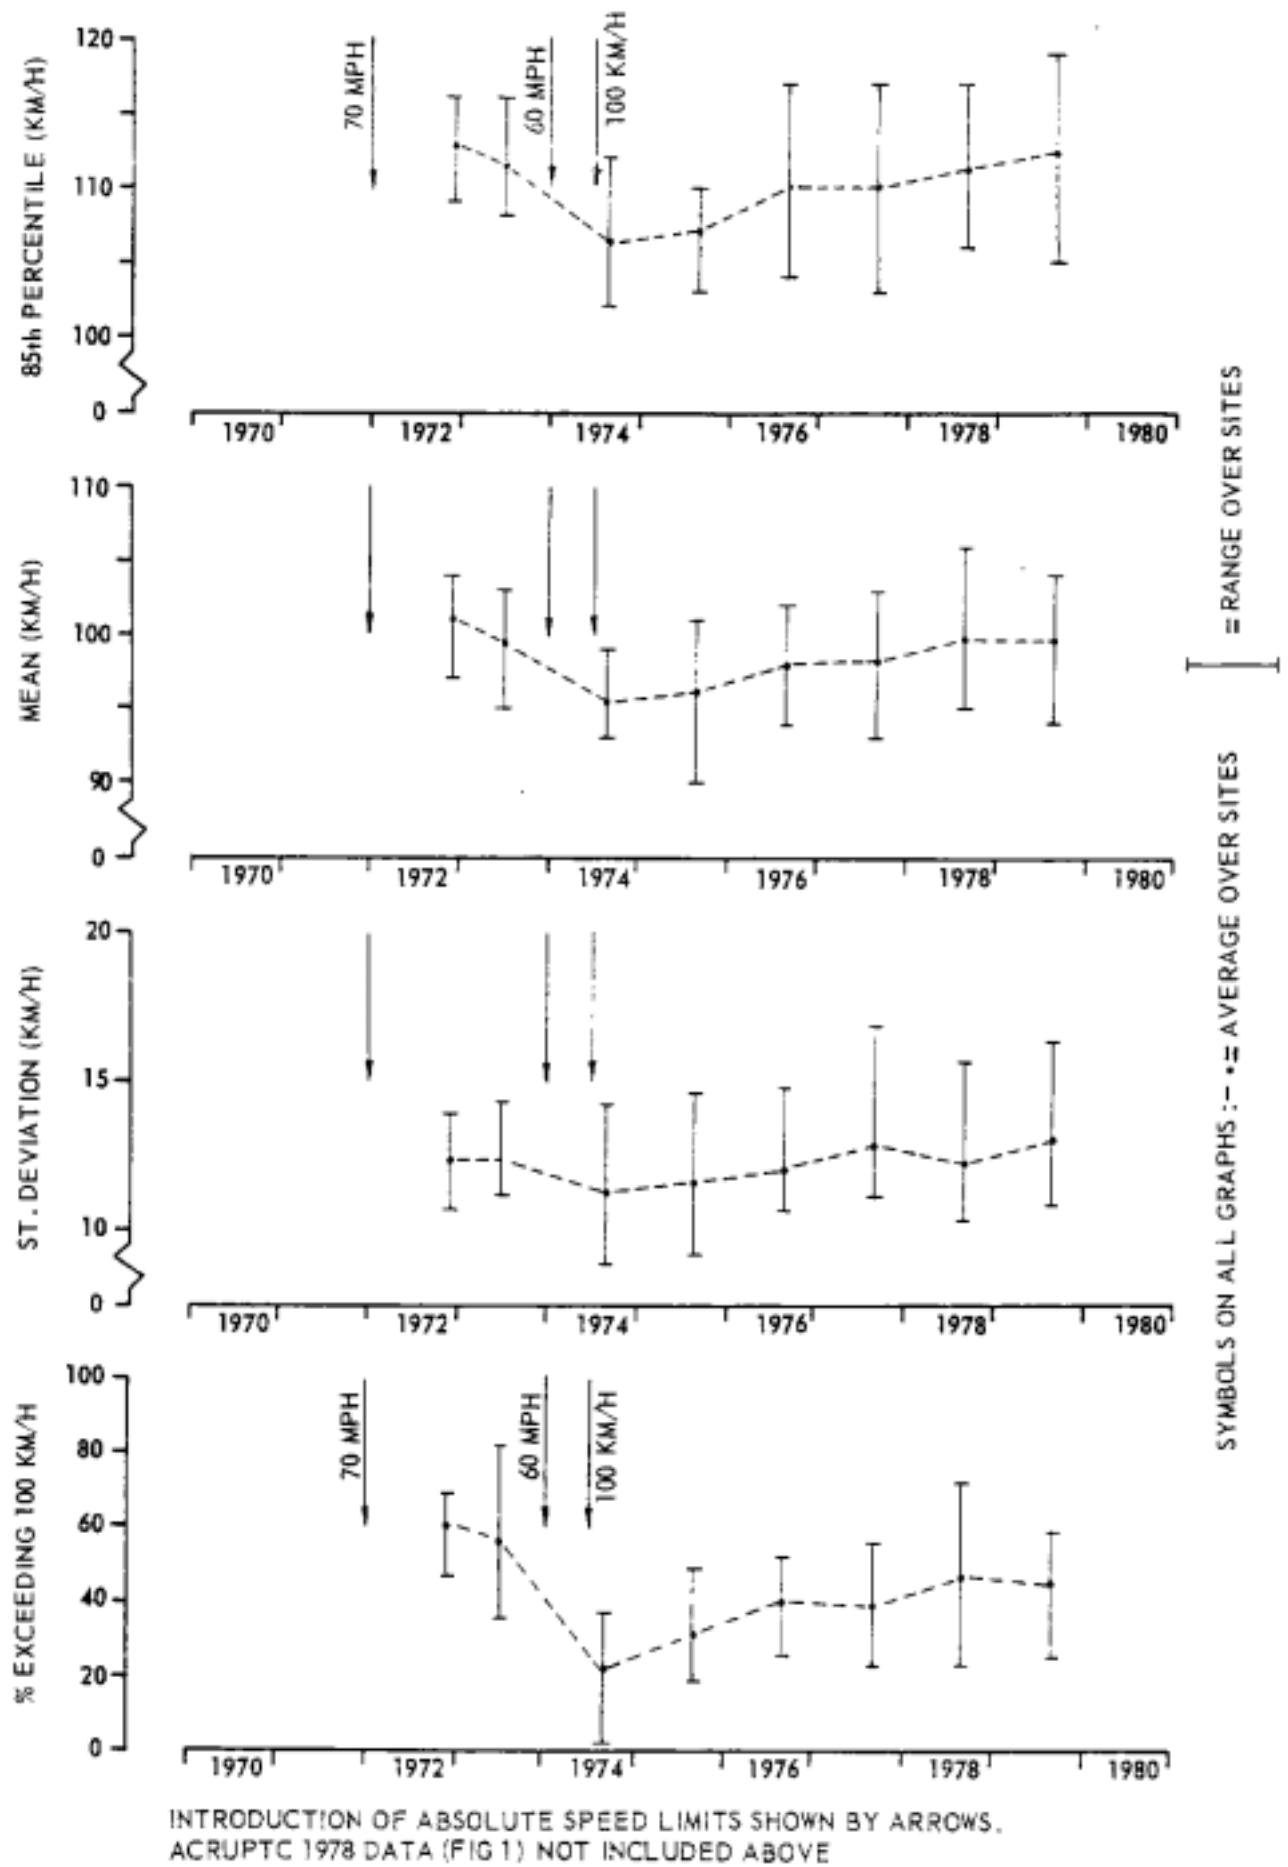 85th PERCENTILE (KM/H)
120
110
100
0
70 MPH
60 MPH
100 KM/H
1970 1972 1974 1976 1978 1980
MEAN (KM/H)
110
100
90
0
1970 1972 1974 1976 1978 1980
ST. DEVIATION (KM/H)
20
15
10
0
1970 1972 1974 1976 1978 1980
% EXCEEDING 100 KM/H
100
80
60
40
20
0
70 MPH
60 MPH
100 KM/H
1970 1972 1974 1976 1978 1980
SYMBOLS ON ALL GRAPHS :- • = AVERAGE OVER SITES
= RANGE OVER SITES
INTRODUCTION OF ABSOLUTE SPEED LIMITS SHOWN BY ARROWS.
ACRUPTC 1978 DATA (FIG 1) NOT INCLUDED ABOVE